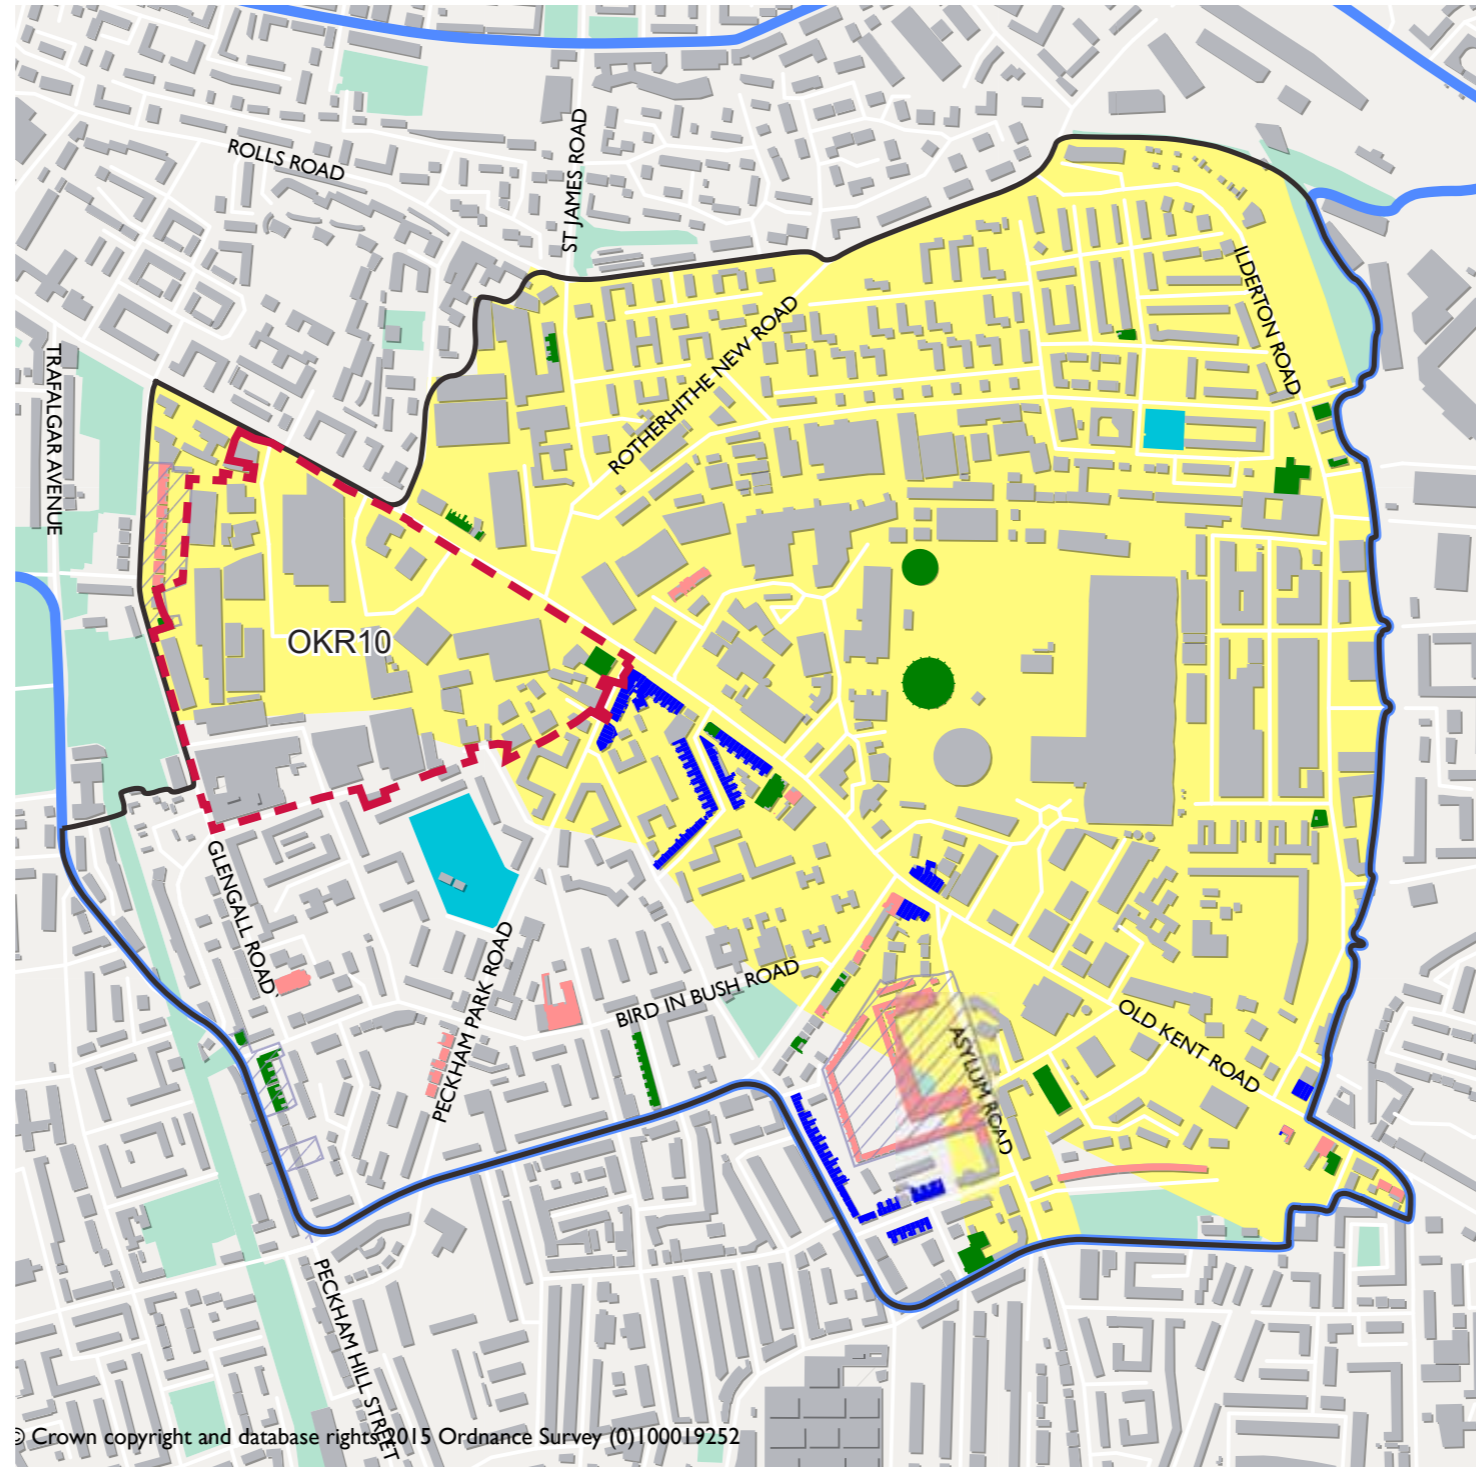 ROLLS ROAD
ST JAMES ROAD
ILDERTON ROAD
ROTHERHITHE NEW ROAD
TRAFALGAR AVENUE
OKR10
GLENGALL ROAD
PECKHAM PARK ROAD
BIRD IN BUSH ROAD
ASYLUM ROAD
OLD KENT ROAD
PECKHAM HILL STREET
© Crown copyright and database rights 2015 Ordnance Survey (0)100019252